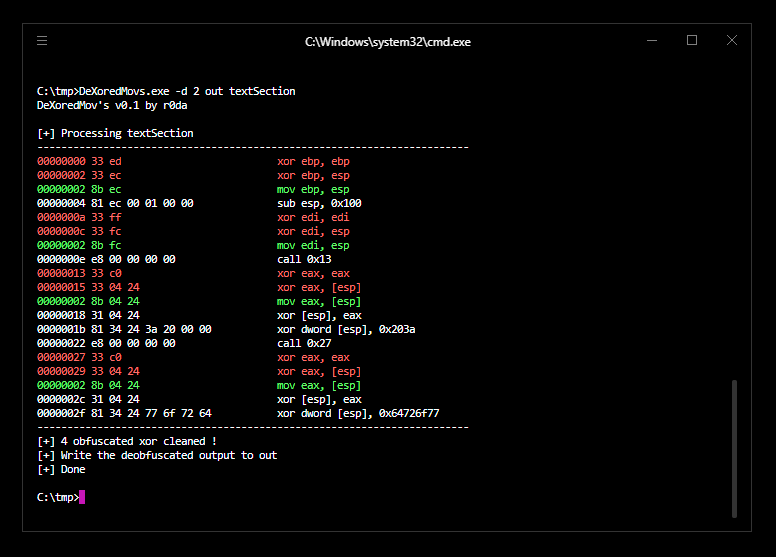 C:\Windows\system32\cmd.exe
C:\tmp>DeXoredMovs.exe -d 2 out textSection
DeXoredMov's v0.1 by r0da
[+] Processing textSection
------------------------------------------------------------------------
00000000 33 ed xor ebp, ebp
00000002 33 ec xor ebp, esp
00000002 8b ec mov ebp, esp
00000004 81 ec 00 01 00 00 sub esp, 0x100
0000000a 33 ff xor edi, edi
0000000c 33 fc xor edi, esp
00000002 8b fc mov edi, esp
0000000e e8 00 00 00 00 call 0x13
00000013 33 c0 xor eax, eax
00000015 33 04 24 xor eax, [esp]
00000002 8b 04 24 mov eax, [esp]
00000018 31 04 24 xor [esp], eax
0000001b 81 34 24 3a 20 00 00 xor dword [esp], 0x203a
00000022 e8 00 00 00 00 call 0x27
00000027 33 c0 xor eax, eax
00000029 33 04 24 xor eax, [esp]
00000002 8b 04 24 mov eax, [esp]
0000002c 31 04 24 xor [esp], eax
0000002f 81 34 24 77 6f 72 64 xor dword [esp], 0x64726f77
------------------------------------------------------------------------
[+] 4 obfuscated xor cleaned !
[+] Write the deobfuscated output to out
[+] Done
C:\tmp>